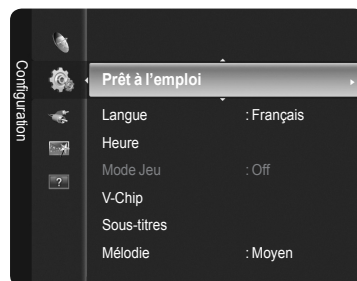 Configuration
Prêt à l'emploi
Langue : Français
Heure
Mode Jeu : Off
V-Chip
Sous-titres
Mélodie : Moyen
?